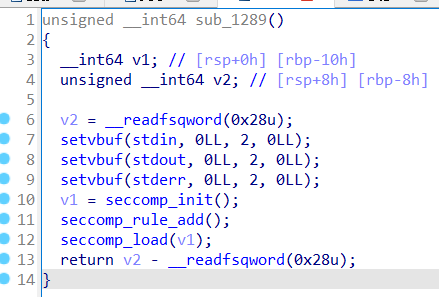 1 unsigned __int64 sub_1289()
2 {
3 __int64 v1; // [rsp+0h] [rbp-10h]
4 unsigned __int64 v2; // [rsp+8h] [rbp-8h]
5
6 v2 = __readfsqword(0x28u);
7 setvbuf(stdin, 0LL, 2, 0LL);
8 setvbuf(stdout, 0LL, 2, 0LL);
9 setvbuf(stderr, 0LL, 2, 0LL);
10 v1 = seccomp_init();
11 seccomp_rule_add();
12 seccomp_load(v1);
13 return v2 - __readfsqword(0x28u);
14 }